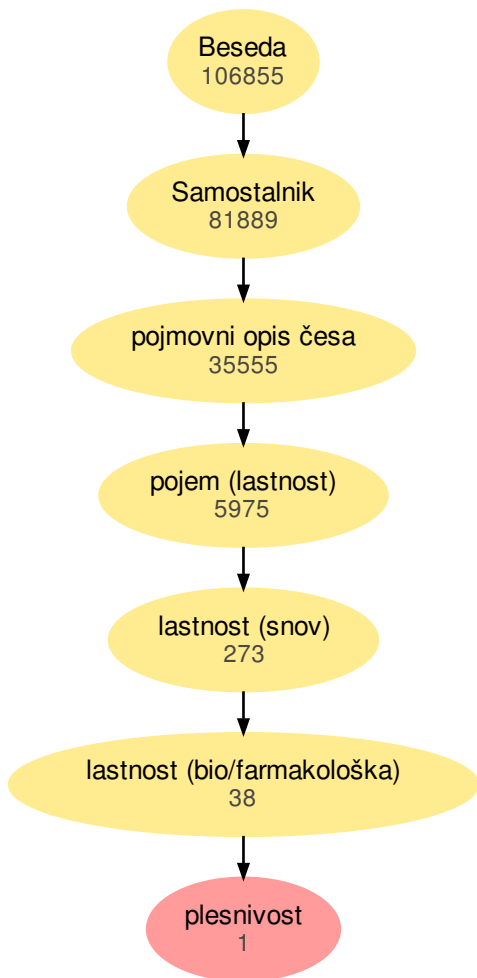 Beseda
106855
Samostalnik
81889
pojmovni opis česa
35555
pojem (lastnost)
5975
lastnost (snov)
273
lastnost (bio/farmakološka)
38
plesnivost
1